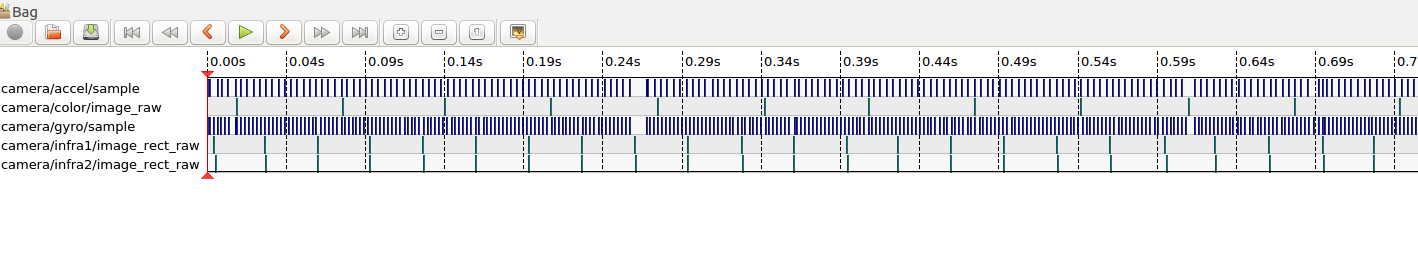 Bag
0.00s 0.04s 0.09s 0.14s 0.19s 0.24s 0.29s 0.34s 0.39s 0.44s 0.49s 0.54s 0.59s 0.64s 0.69s 0.7
camera/accel/sample
camera/color/image_raw
camera/gyro/sample
camera/infra1/image_rect_raw
camera/infra2/image_rect_raw